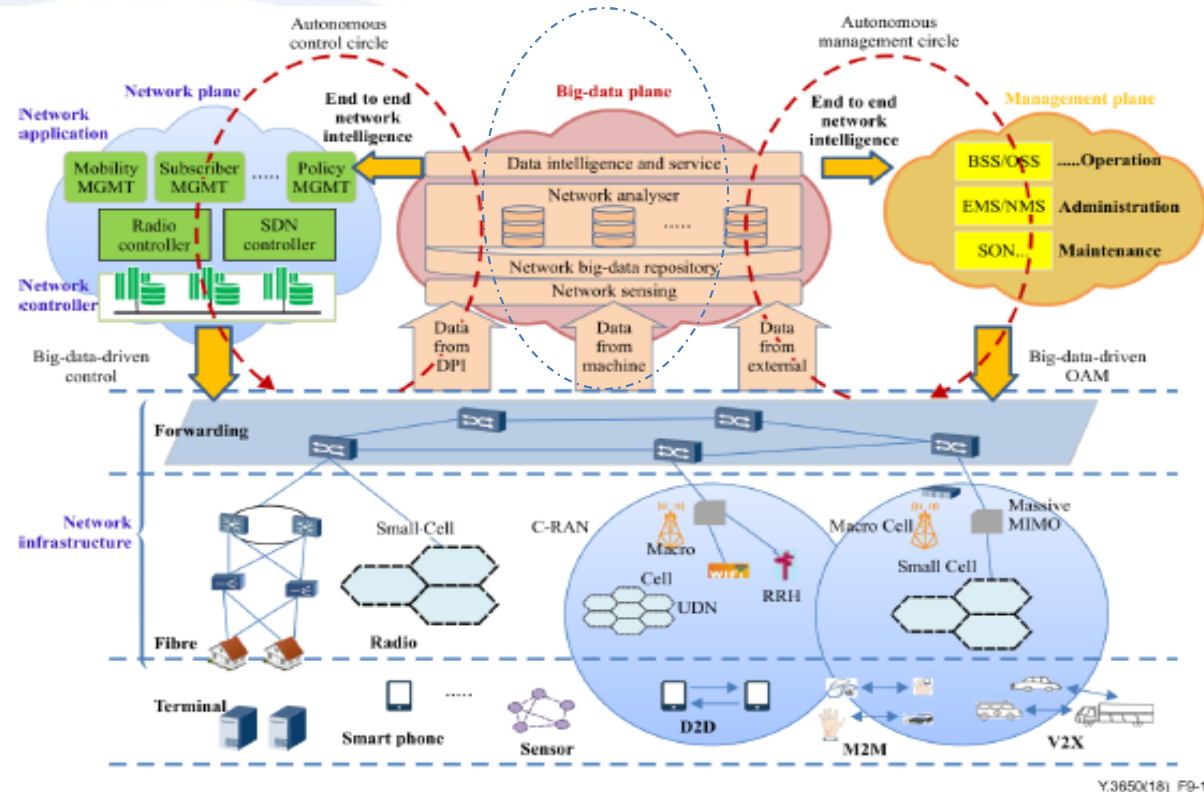 Autonomous
control circle
Autonomous
management circle
Network plane
Big-data plane
Management plane
Network
application
End to end
network
intelligence
End to end
network
intelligence
Mobility
MGMT
Subscriber
MGMT
.....
Policy
MGMT
Radio
controller
SDN
controller
Network
controller
Data intelligence and service
Network analyser
.....
Network big-data repository
Network sensing
BSS/OSS
.....Operation
EMS/NMS
Administration
SON...
Maintenance
Big-data-driven
control
Data
from
DPI
Data
from
machine
Data
from
external
Big-data-driven
OAM
Forwarding
Network
infrastructure
Small-Cell
C-RAN
Macro
WIFI
Cell
UDN
RRH
Macro Cell
Massive
MIMO
Small Cell
Fibre
Radio
Terminal
.....
Smart phone
Sensor
D2D
M2M
V2X
Y.3650(18)_F9-1